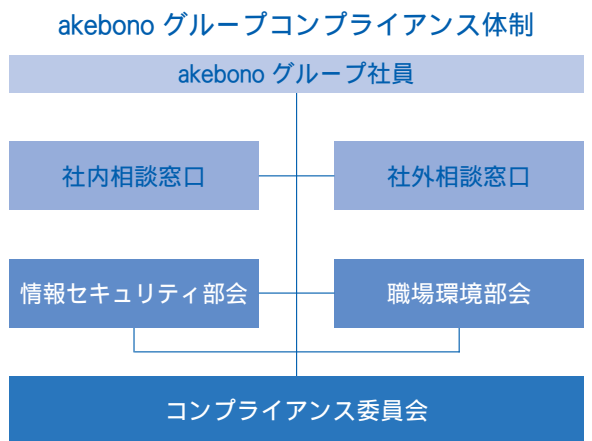 akebono グループコンプライアンス体制
akebono グループ社員
社内相談窓口
社外相談窓口
情報セキュリティ部会
職場環境部会
コンプライアンス委員会